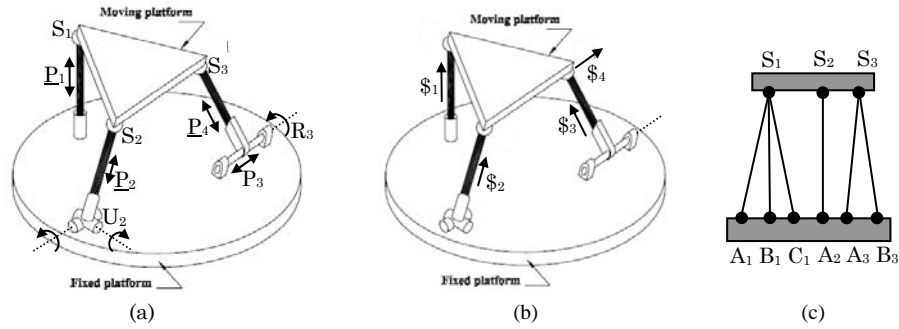 Moving platform
S1
P1
S3
P4
R3
S2
P3
P2
U2
Fixed platform
(a)
Moving platform
$1
$4
$3
$2
Fixed platform
(b)
S1 S2 S3
A1 B1 C1 A2 A3 B3
(c)